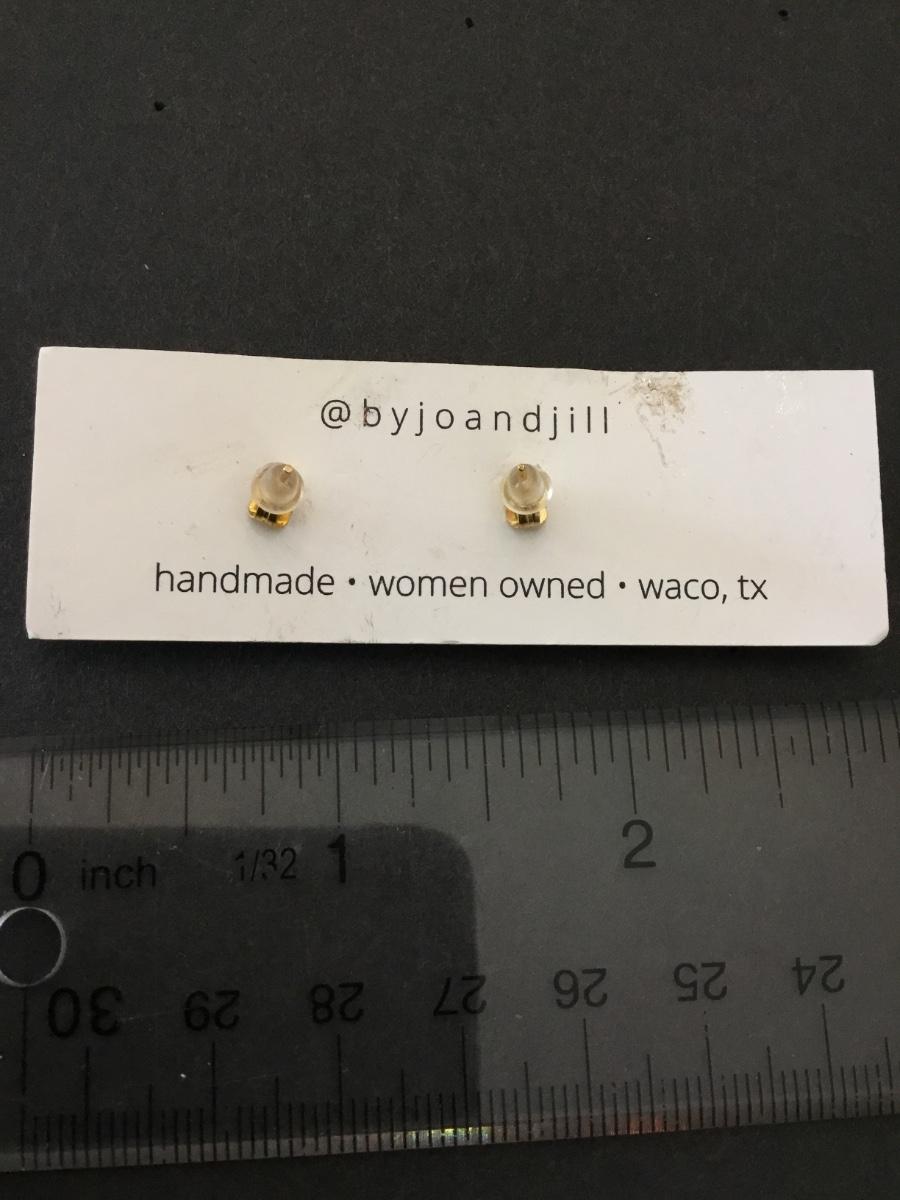 @byjoandjill
handmade • women owned • waco, tx
0 inch 1/32 1 2
30 29 28 27 26 25 24